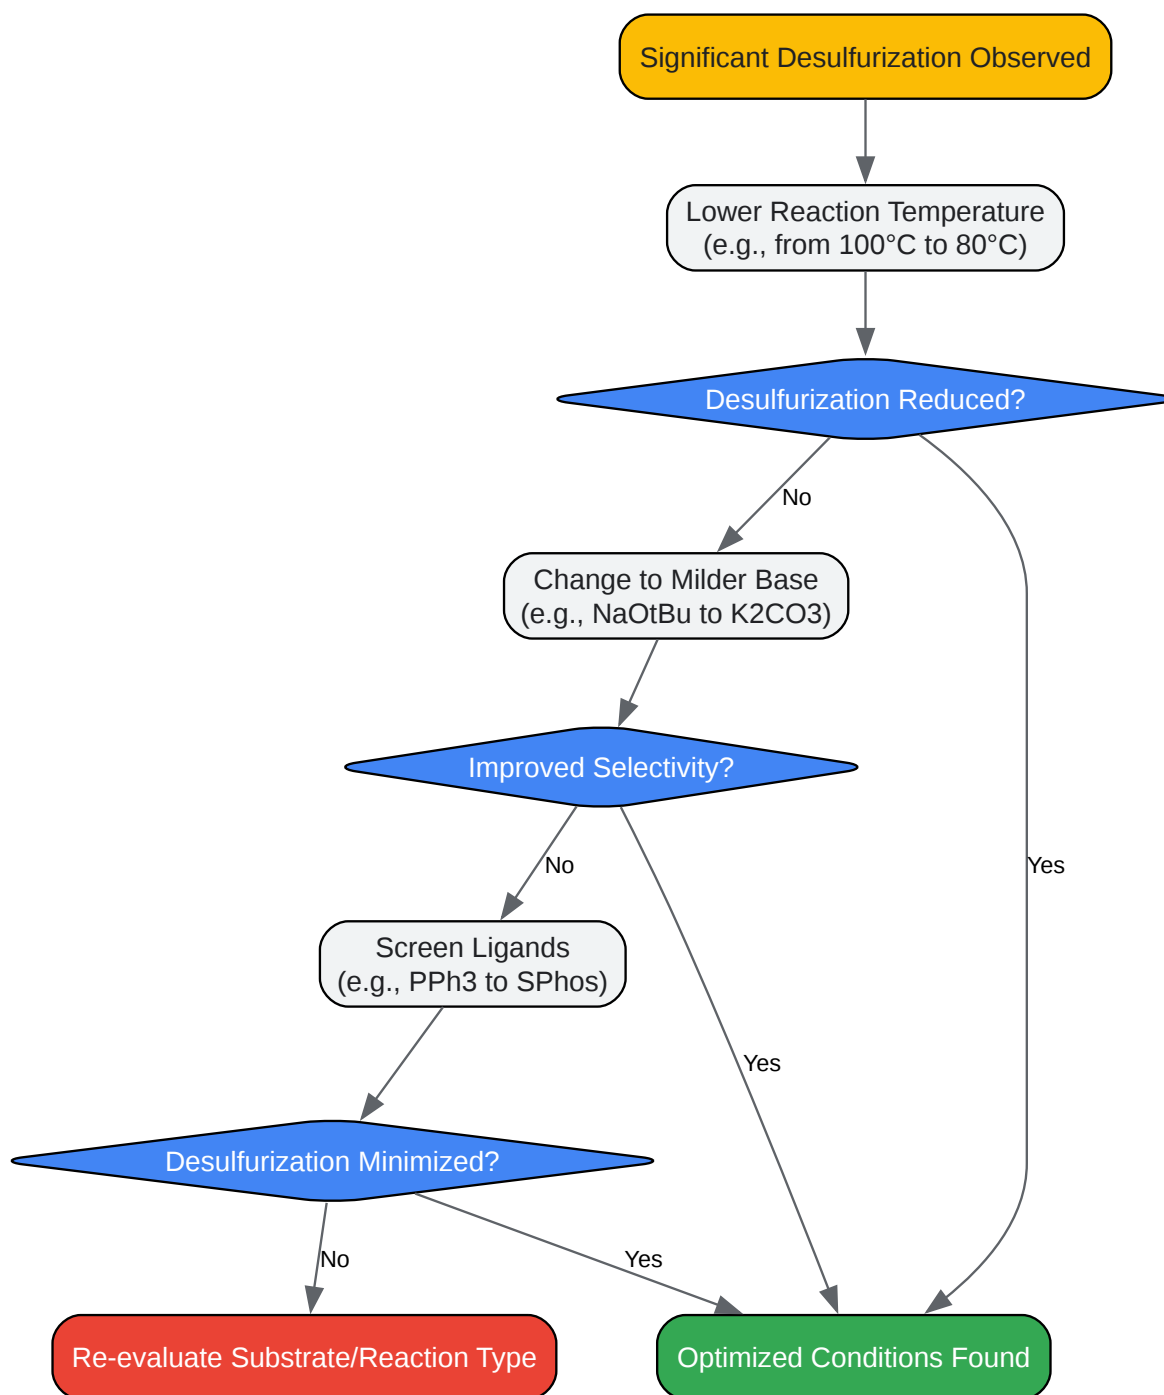 Significant Desulfurization Observed
Lower Reaction Temperature
(e.g., from 100°C to 80°C)
Desulfurization Reduced?
No
Change to Milder Base
(e.g., NaOtBu to K2CO3)
Improved Selectivity?
No
Yes
Screen Ligands
(e.g., PPh3 to SPhos)
Yes
Desulfurization Minimized?
No
Yes
Re-evaluate Substrate/Reaction Type
Optimized Conditions Found